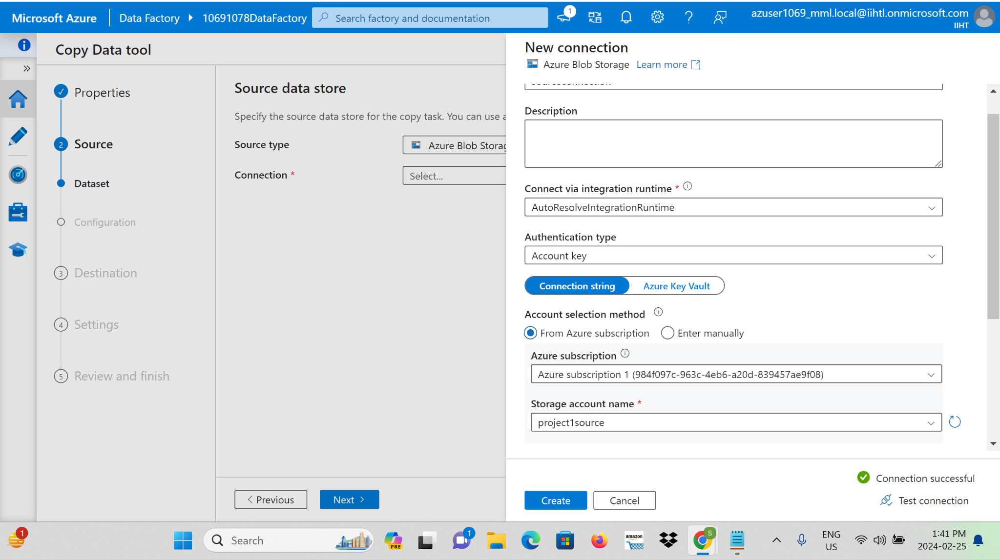 Microsoft Azure
Data Factory
10691078DataFactory
Search factory and documentation
1
azuser1069_mml.local@iihtl.onmicrosoft.com
IIHT
Copy Data tool
Properties
2
Source
Dataset
Configuration
3
Destination
4
Settings
5
Review and finish
Source data store
Specify the source data store for the copy task. You can use
Source type
Azure Blob Storag
Connection *
Select...
< Previous
Next >
New connection
Azure Blob Storage Learn more
Description
Connect via integration runtime *
AutoResolveIntegrationRuntime
Authentication type
Account key
Connection string
Azure Key Vault
Account selection method
From Azure subscription
Enter manually
Azure subscription
Azure subscription 1 (984f097c-963c-4eb6-a20d-839457ae9f08)
Storage account name *
project1source
Connection successful
Create
Cancel
Test connection
1
Search
PRE
1
amazon
S
ENG
US
1:41 PM
2024-02-25